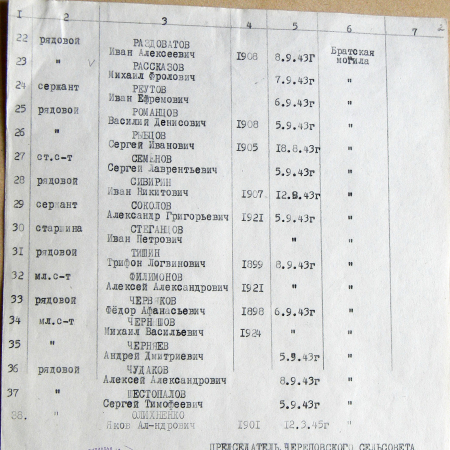 1 2 3 4 5 6 7 2
22 рядовой РАЗДОВАТОВ
Иван Алексеевич 1908 8.9.43г Братская могила
23 " РАССКАЗОВ
Михаил Фролович 7.9.43г "
24 сержант РЕУТОВ
Иван Ефремович 6.9.43г "
25 рядовой РОМАНЦОВ
Василий Денисович 1908 5.9.43г "
26 " РЫБЦОВ
Сергей Иванович 1905 18.8.43г "
27 ст.с-т СЕМЕНОВ
Сергей Лаврентьевич 5.9.43г "
28 рядовой СИБИРИН
Иван Никитович 1907 12.8.43г "
29 сержант СОКОЛОВ
Александр Григорьевич 1921 5.9.43г "
30 старшина СТЕГАНЦОВ
Иван Петрович " "
31 рядовой ТИШИН
Трифон Логвинович 1899 8.9.43г "
32 мл.с-т ФИЛИМОНОВ
Алексей Александрович 1921 " "
33 рядовой ЧЕРВЯКОВ
Фёдор Афанасьевич 1898 6.9.43г "
34 мл.с-т ЧЕРНЫШОВ
Михаил Васильевич 1924 " "
35 " ЧЕРНЯЕВ
Андрей Дмитриевич 5.9.43г "
36 рядовой ЧУДАКОВ
Алексей Александрович 8.9.43г "
37 " ШЕСТОПАЛОВ
Сергей Тимофеевич 5.9.43г "
38. " ОЛИХНЕНКО
Яков Ал-ндрович 1901 12.3.45г "
ПРЕДСЕДАТЕЛЬ ЧЕРЕПОВСКОГО СЕЛЬСОВЕТА